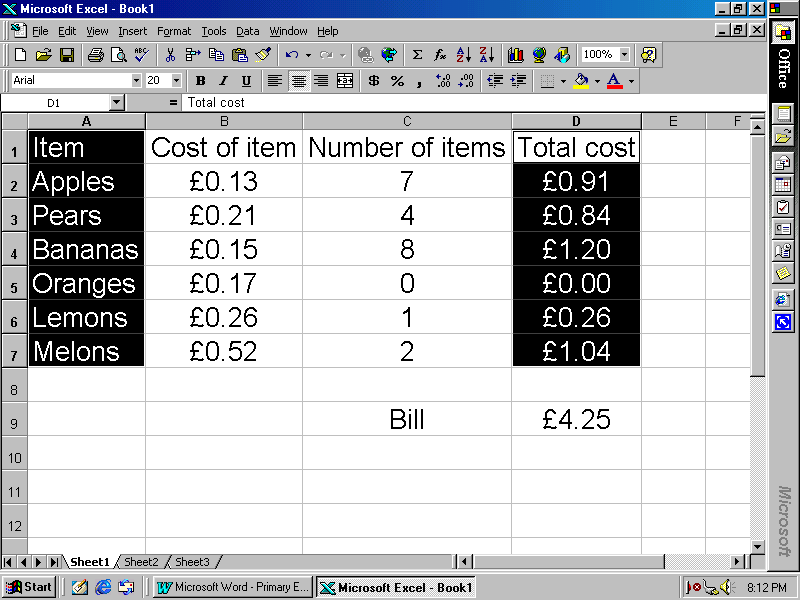 Microsoft Excel - Book1
File Edit View Insert Format Tools Data Window Help
100%
Arial 20 B I U $ % ,
D1 = Total cost
A B C D E F
1 Item Cost of item Number of items Total cost
2 Apples £0.13 7 £0.91
3 Pears £0.21 4 £0.84
4 Bananas £0.15 8 £1.20
5 Oranges £0.17 0 £0.00
6 Lemons £0.26 1 £0.26
7 Melons £0.52 2 £1.04
8
9 Bill £4.25
10
11
12
Sheet1 Sheet2 Sheet3
Office
Microsoft
Start Microsoft Word - Primary E... Microsoft Excel - Book1 8:12 PM